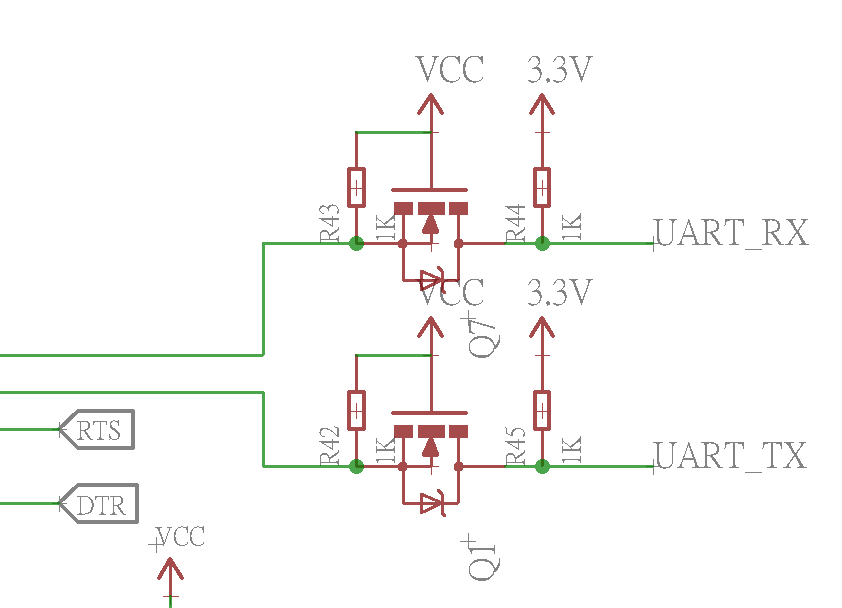 VCC 3.3V
R43 1K R44 1K
UART_RX
VCC 3.3V
Q7
RTS
R42 1K R45 1K
UART_TX
DTR
VCC
Q1